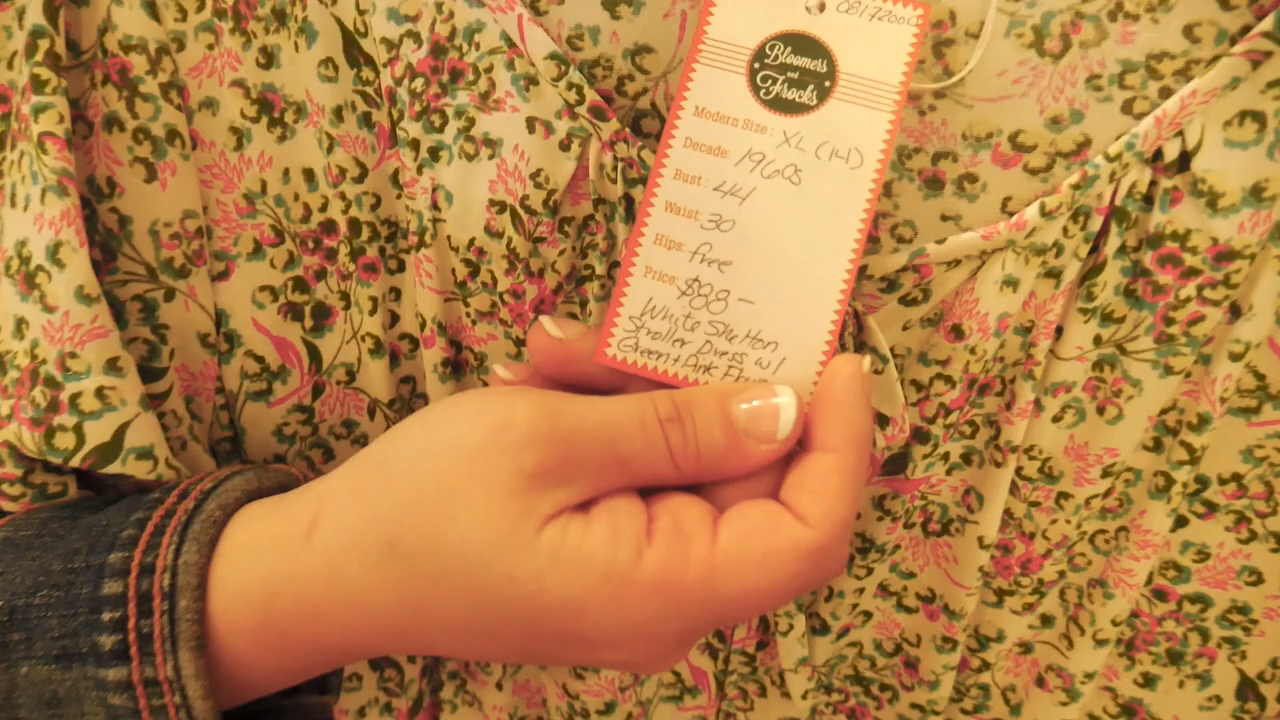 Bloomers
and
Frocks
Modern Size: XL (14)
Decade: 1960s
Bust: 44
Waist: 30
Hips: free
Price: $88-
White Shelton
Stroller Dress w/
Green + Pink